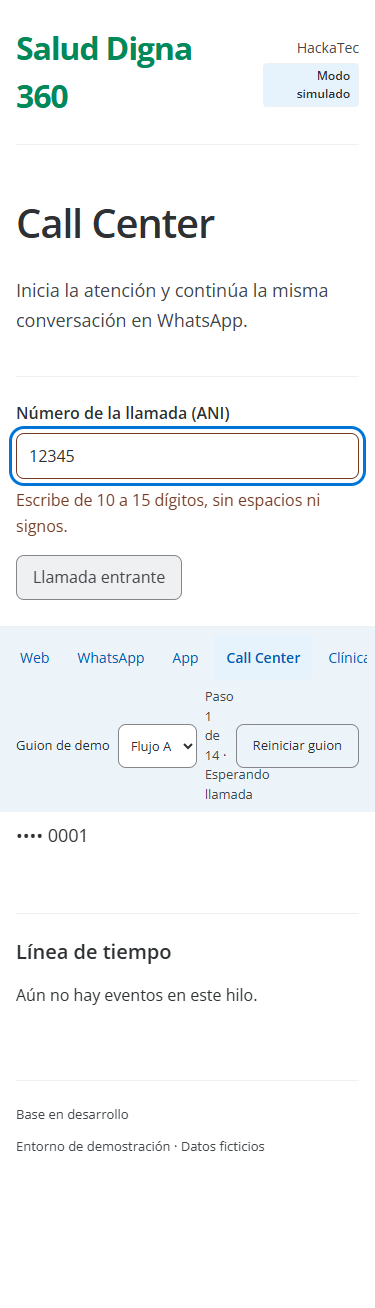 Salud Digna
360
HackaTec
Modo
simulado
Call Center
Inicia la atención y continúa la misma
conversación en WhatsApp.
Número de la llamada (ANI)
12345
Escribe de 10 a 15 dígitos, sin espacios ni
signos.
Llamada entrante
Web WhatsApp App Call Center Clínica
Guion de demo
Flujo A
Paso
1
de
14 ·
Esperando
llamada
Reiniciar guion
•••• 0001
Línea de tiempo
Aún no hay eventos en este hilo.
Base en desarrollo
Entorno de demostración · Datos ficticios